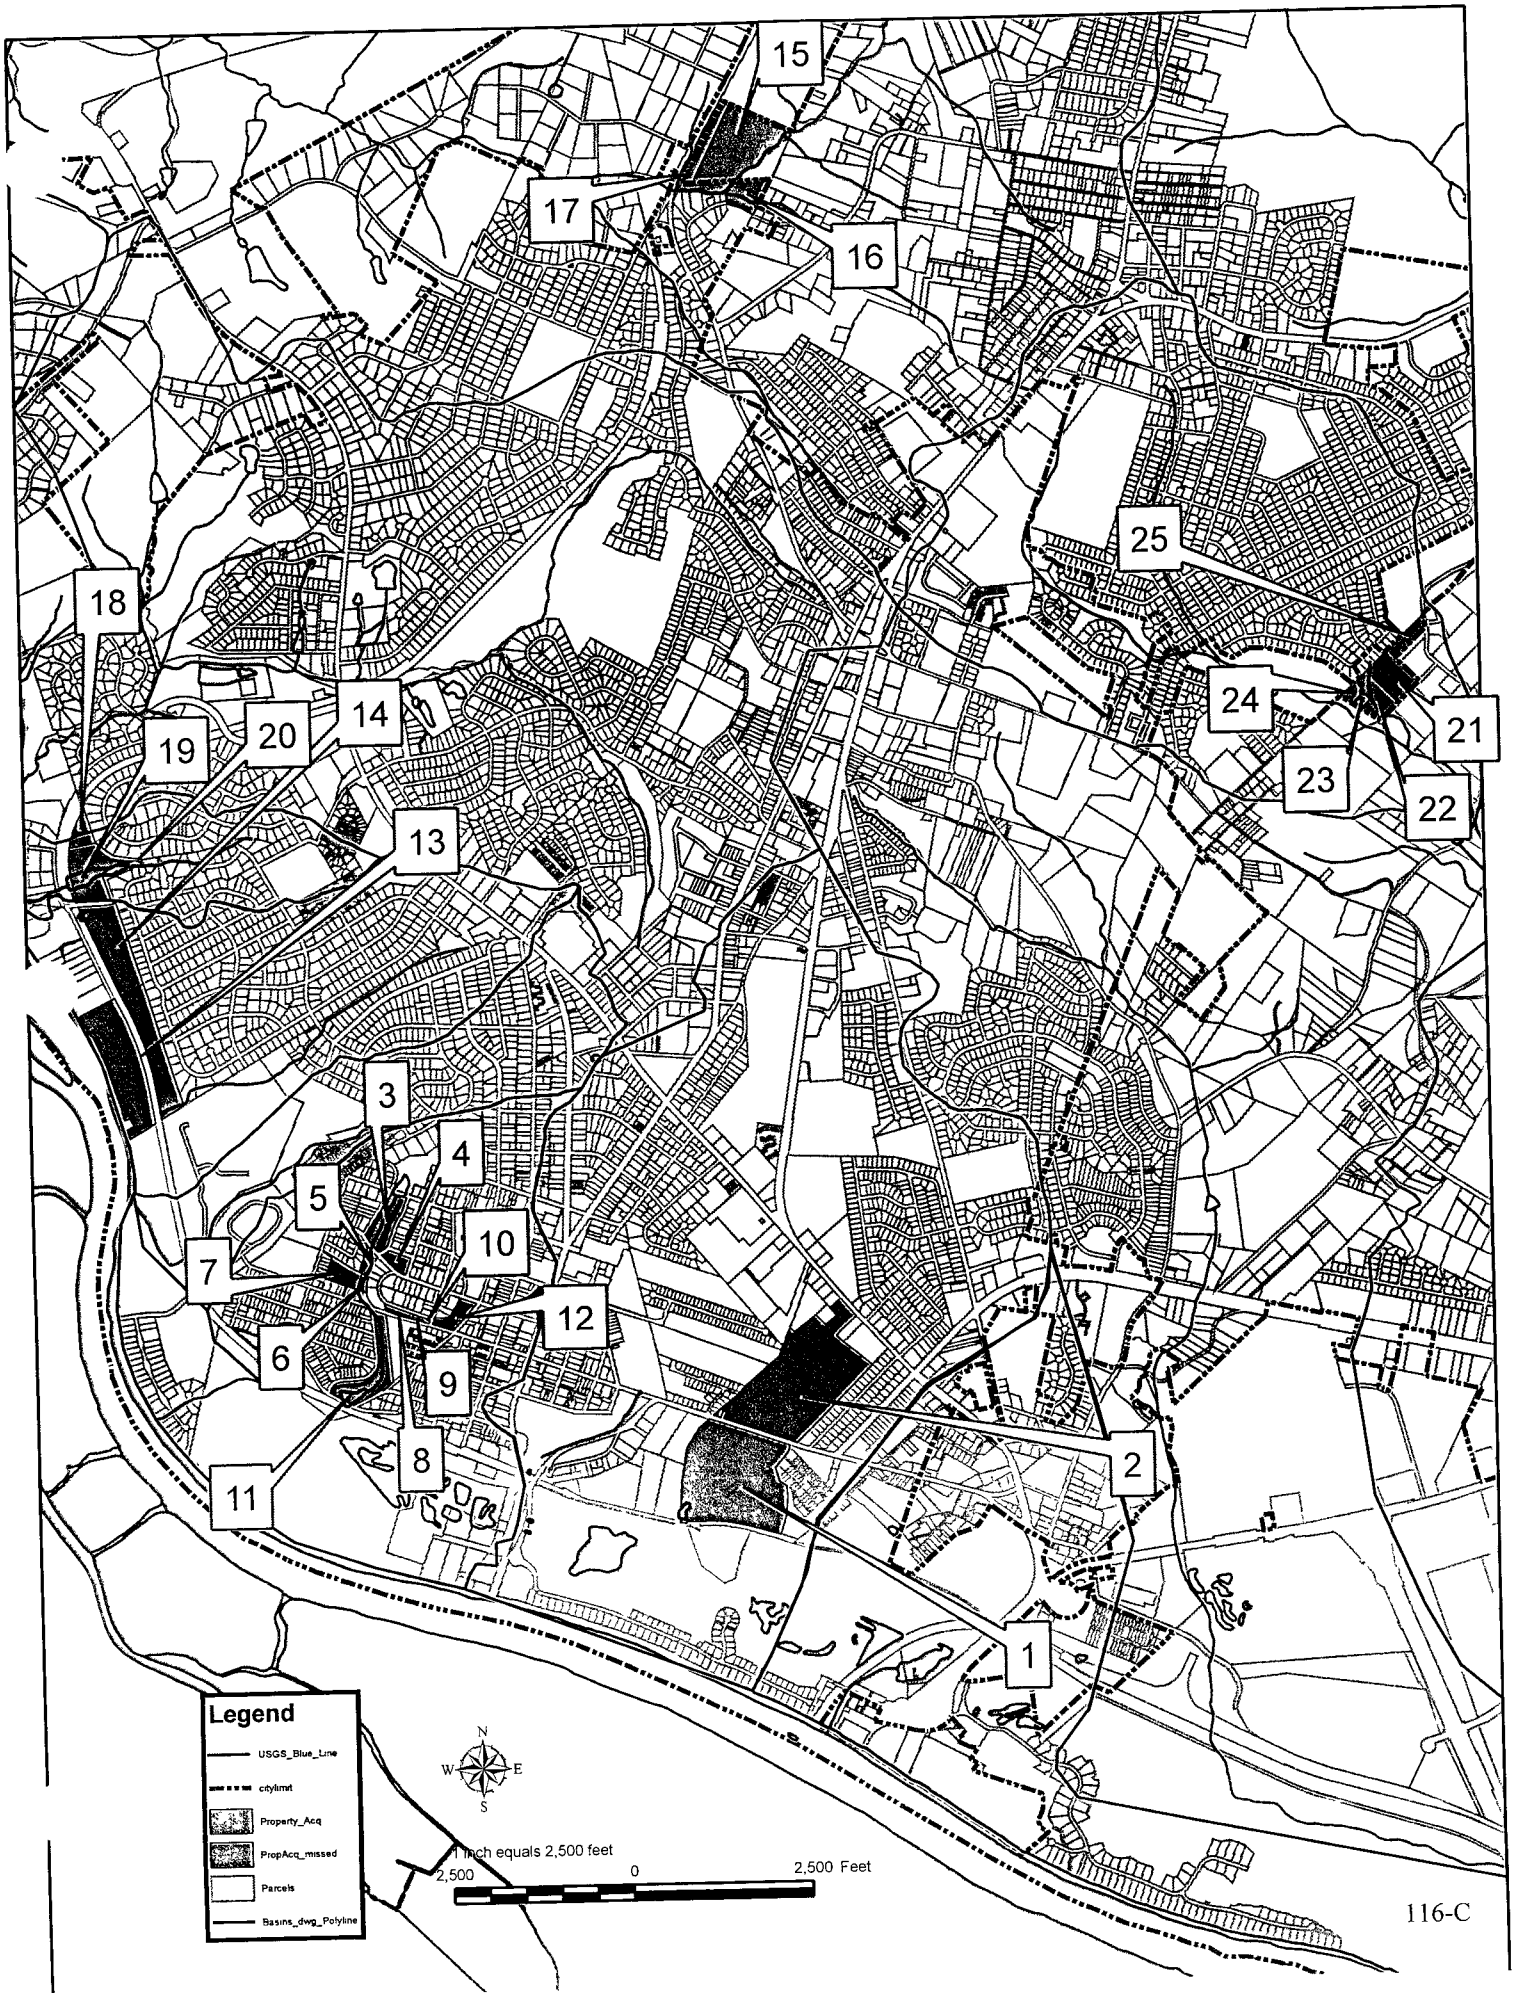 15
17
16
25
18
24
14
20
19
21
23
22
13
3
4
5
10
7
12
6
9
8
2
11
1
Legend
USGS_Blue_Line
citylimit
Property_Acq
PropAcq_missed
Parcels
Basins_dwg_Polyline
N
W E
S
1 inch equals 2,500 feet
2,500 0 2,500 Feet
116-C